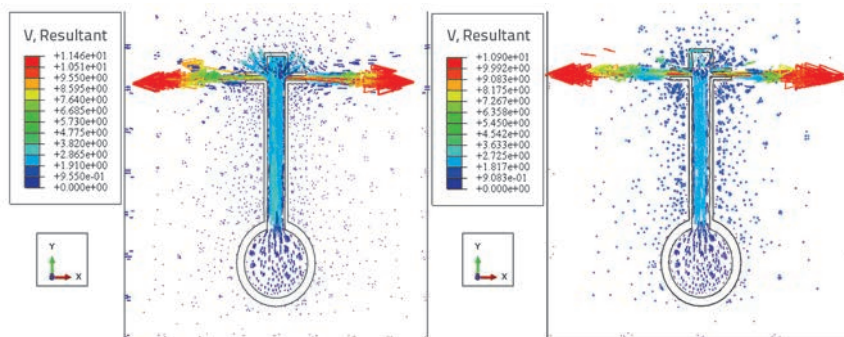 V, Resultant
+1.146e+01
+1.051e+01
+9.550e+00
+8.595e+00
+7.640e+00
+6.685e+00
+5.730e+00
+4.775e+00
+3.820e+00
+2.865e+00
+1.910e+00
+9.550e-01
+0.000e+00
Y
X
V, Resultant
+1.090e+01
+9.992e+00
+9.083e+00
+8.175e+00
+7.267e+00
+6.358e+00
+5.450e+00
+4.542e+00
+3.633e+00
+2.725e+00
+1.817e+00
+9.083e-01
+0.000e+00
Y
X